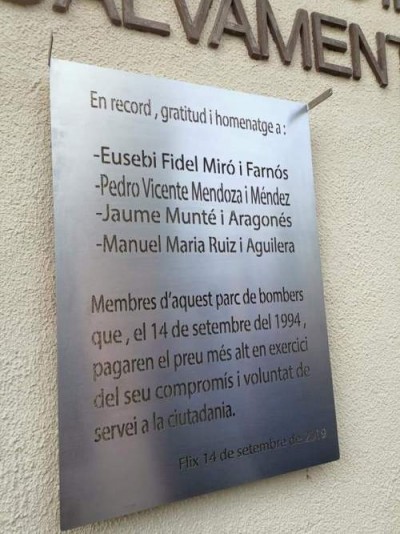 SALVAMENT
En record , gratitud i homenatge a :
-Eusebi Fidel Miró i Farnós
-Pedro Vicente Mendoza i Méndez
-Jaume Munté i Aragonés
-Manuel Maria Ruiz i Aguilera
Membres d'aquest parc de bombers
que , el 14 de setembre del 1994 ,
pagaren el preu més alt en exercici
del seu compromís i voluntat de
servei a la ciutadania.
Flix 14 de setembre de 2019